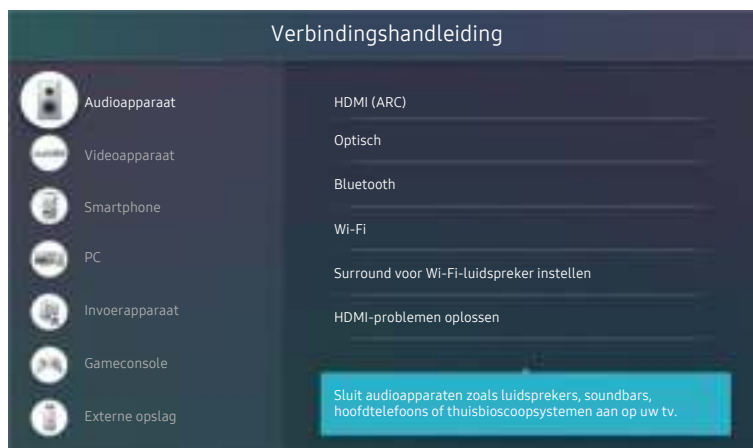 Verbindingshandleiding
Audioapparaat
Videoapparaat
Smartphone
PC
Invoerapparaat
Gameconsole
Externe opslag
HDMI (ARC)
Optisch
Bluetooth
Wi-Fi
Surround voor Wi-Fi-luidspreker instellen
HDMI-problemen oplossen
Sluit audioapparaten zoals luidsprekers, soundbars,
hoofdtelefoons of thuisbioscoopsystemen aan op uw tv.